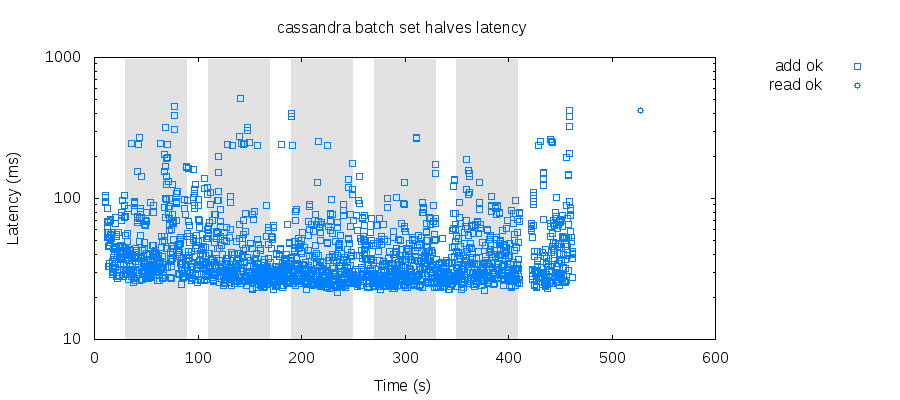 cassandra batch set halves latency
add ok
read ok
1000
100
10
Latency (ms)
0 100 200 300 400 500 600
Time (s)